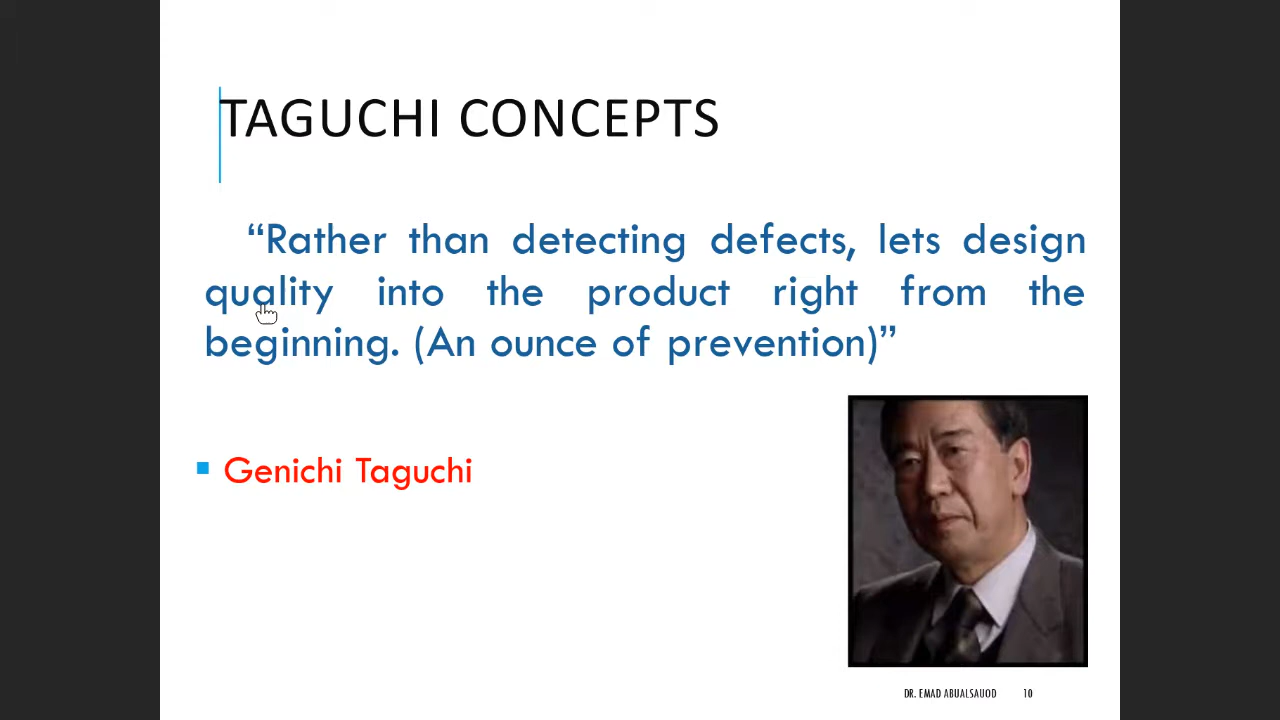 TAGUCHI CONCEPTS
“Rather than detecting defects, lets design
quality into the product right from the
beginning. (An ounce of prevention)”
Genichi Taguchi
DR. EMAD ABUALSAUOD 10